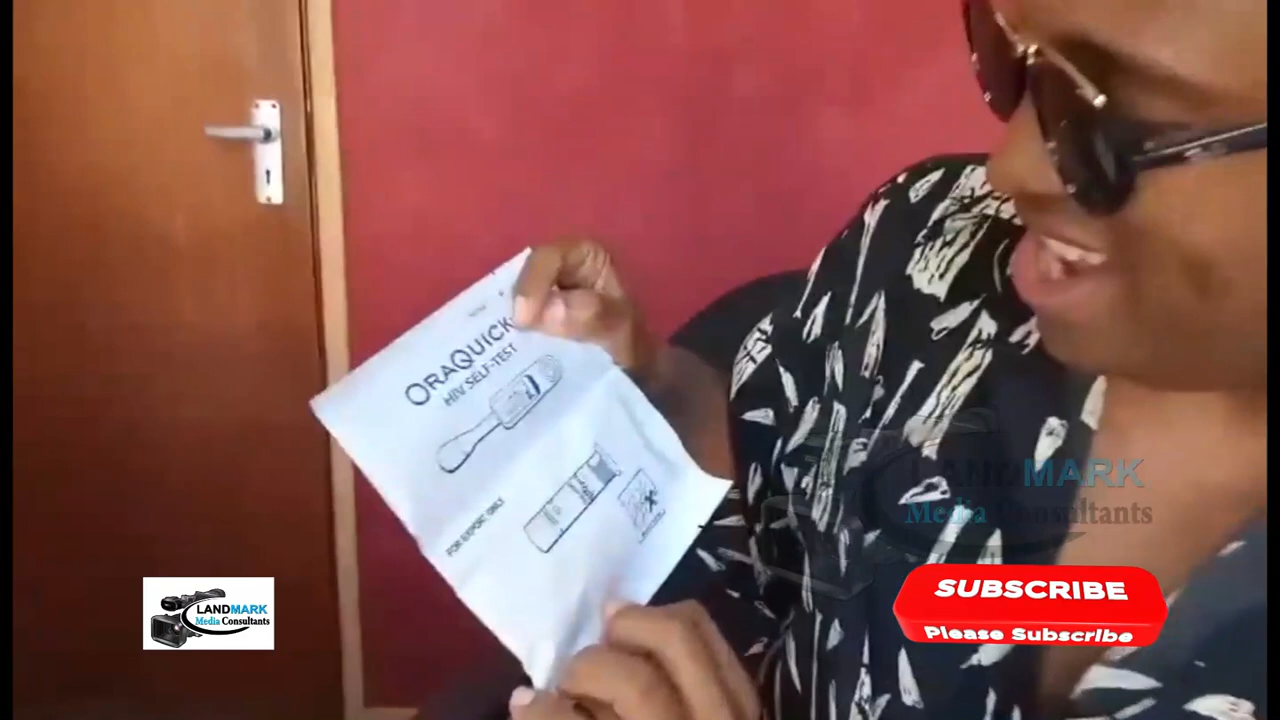 ORAQUICK
HIV SELF-TEST
FOR EXPORT ONLY
LANDMARK
Media Consultants
LANDMARK
Media Consultants
SUBSCRIBE
Please Subscribe